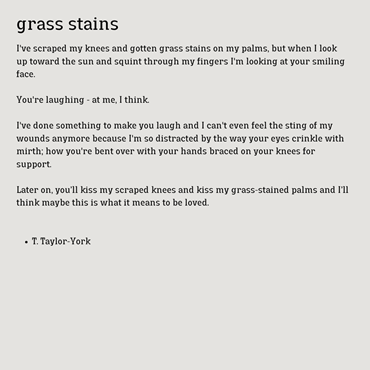 grass stains
I've scraped my knees and gotten grass stains on my palms, but when I look
up toward the sun and squint through my fingers I'm looking at your smiling
face.
You're laughing - at me, I think.
I've done something to make you laugh and I can't even feel the sting of my
wounds anymore because I'm so distracted by the way your eyes crinkle with
mirth; how you're bent over with your hands braced on your knees for
support.
Later on, you'll kiss my scraped knees and kiss my grass-stained palms and I'll
think maybe this is what it means to be loved.
• T. Taylor-York